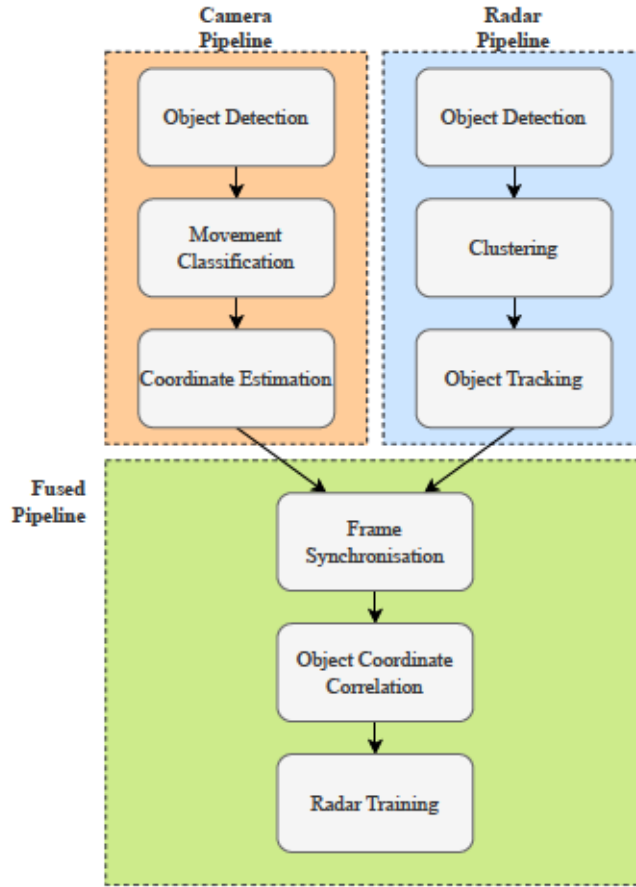 Camera
Pipeline
Radar
Pipeline
Object Detection
Movement
Classification
Coordinate Estimation
Object Detection
Clustering
Object Tracking
Fused
Pipeline
Frame
Synchronisation
Object Coordinate
Correlation
Radar Training